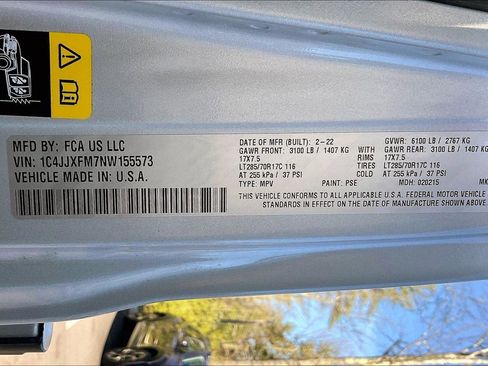 MFD BY: FCA US LLC
VIN: 1C4JJXFM7NW155573
VEHICLE MADE IN: U.S.A.
DATE OF MFR (BUILT): 2-22 GVWR: 6100 LB / 2767 KG
GAWR FRONT: 3100 LB / 1407 KG WITH GAWR REAR: 3100 LB / 1407 KG
17X7.5 RIMS 17X7.5
LT285/70R17C 116 TIRES LT285/70R17C 116
AT 255 kPa / 37 PSI COLD AT 255 kPa / 37 PSI
TYPE: MPV PAINT: PSE MDH: 020215 MK
THIS VEHICLE CONFORMS TO ALL APPLICABLE U.S.A. FEDERAL MOTOR VEHICLE
STANDARDS IN EFFECT ON THE DATE OF MANUFACTURE SHOWN ABOVE.